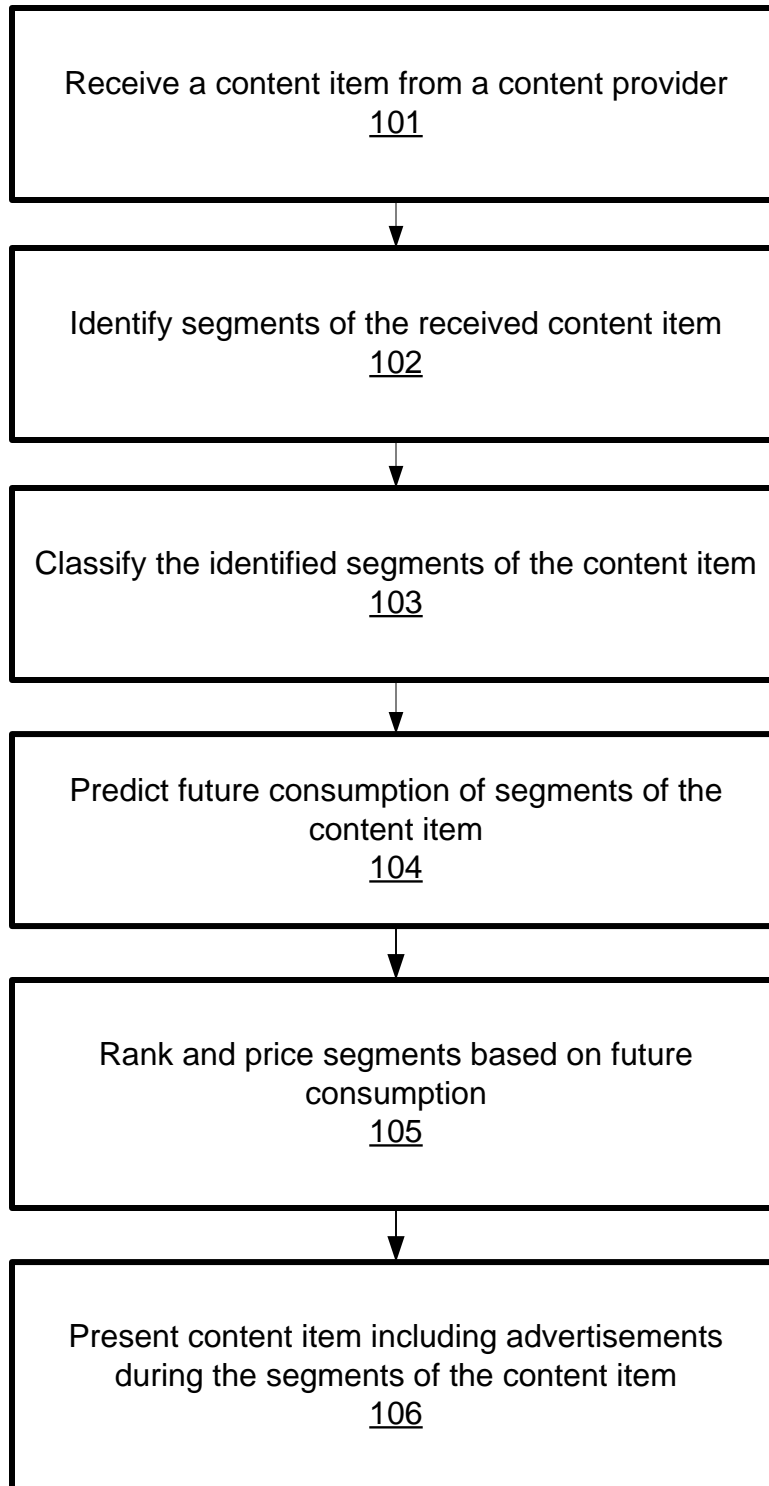 Receive a content item from a content provider
101
Identify segments of the received content item
102
Classify the identified segments of the content item
103
Predict future consumption of segments of the
content item
104
Rank and price segments based on future
consumption
105
Present content item including advertisements
during the segments of the content item
106